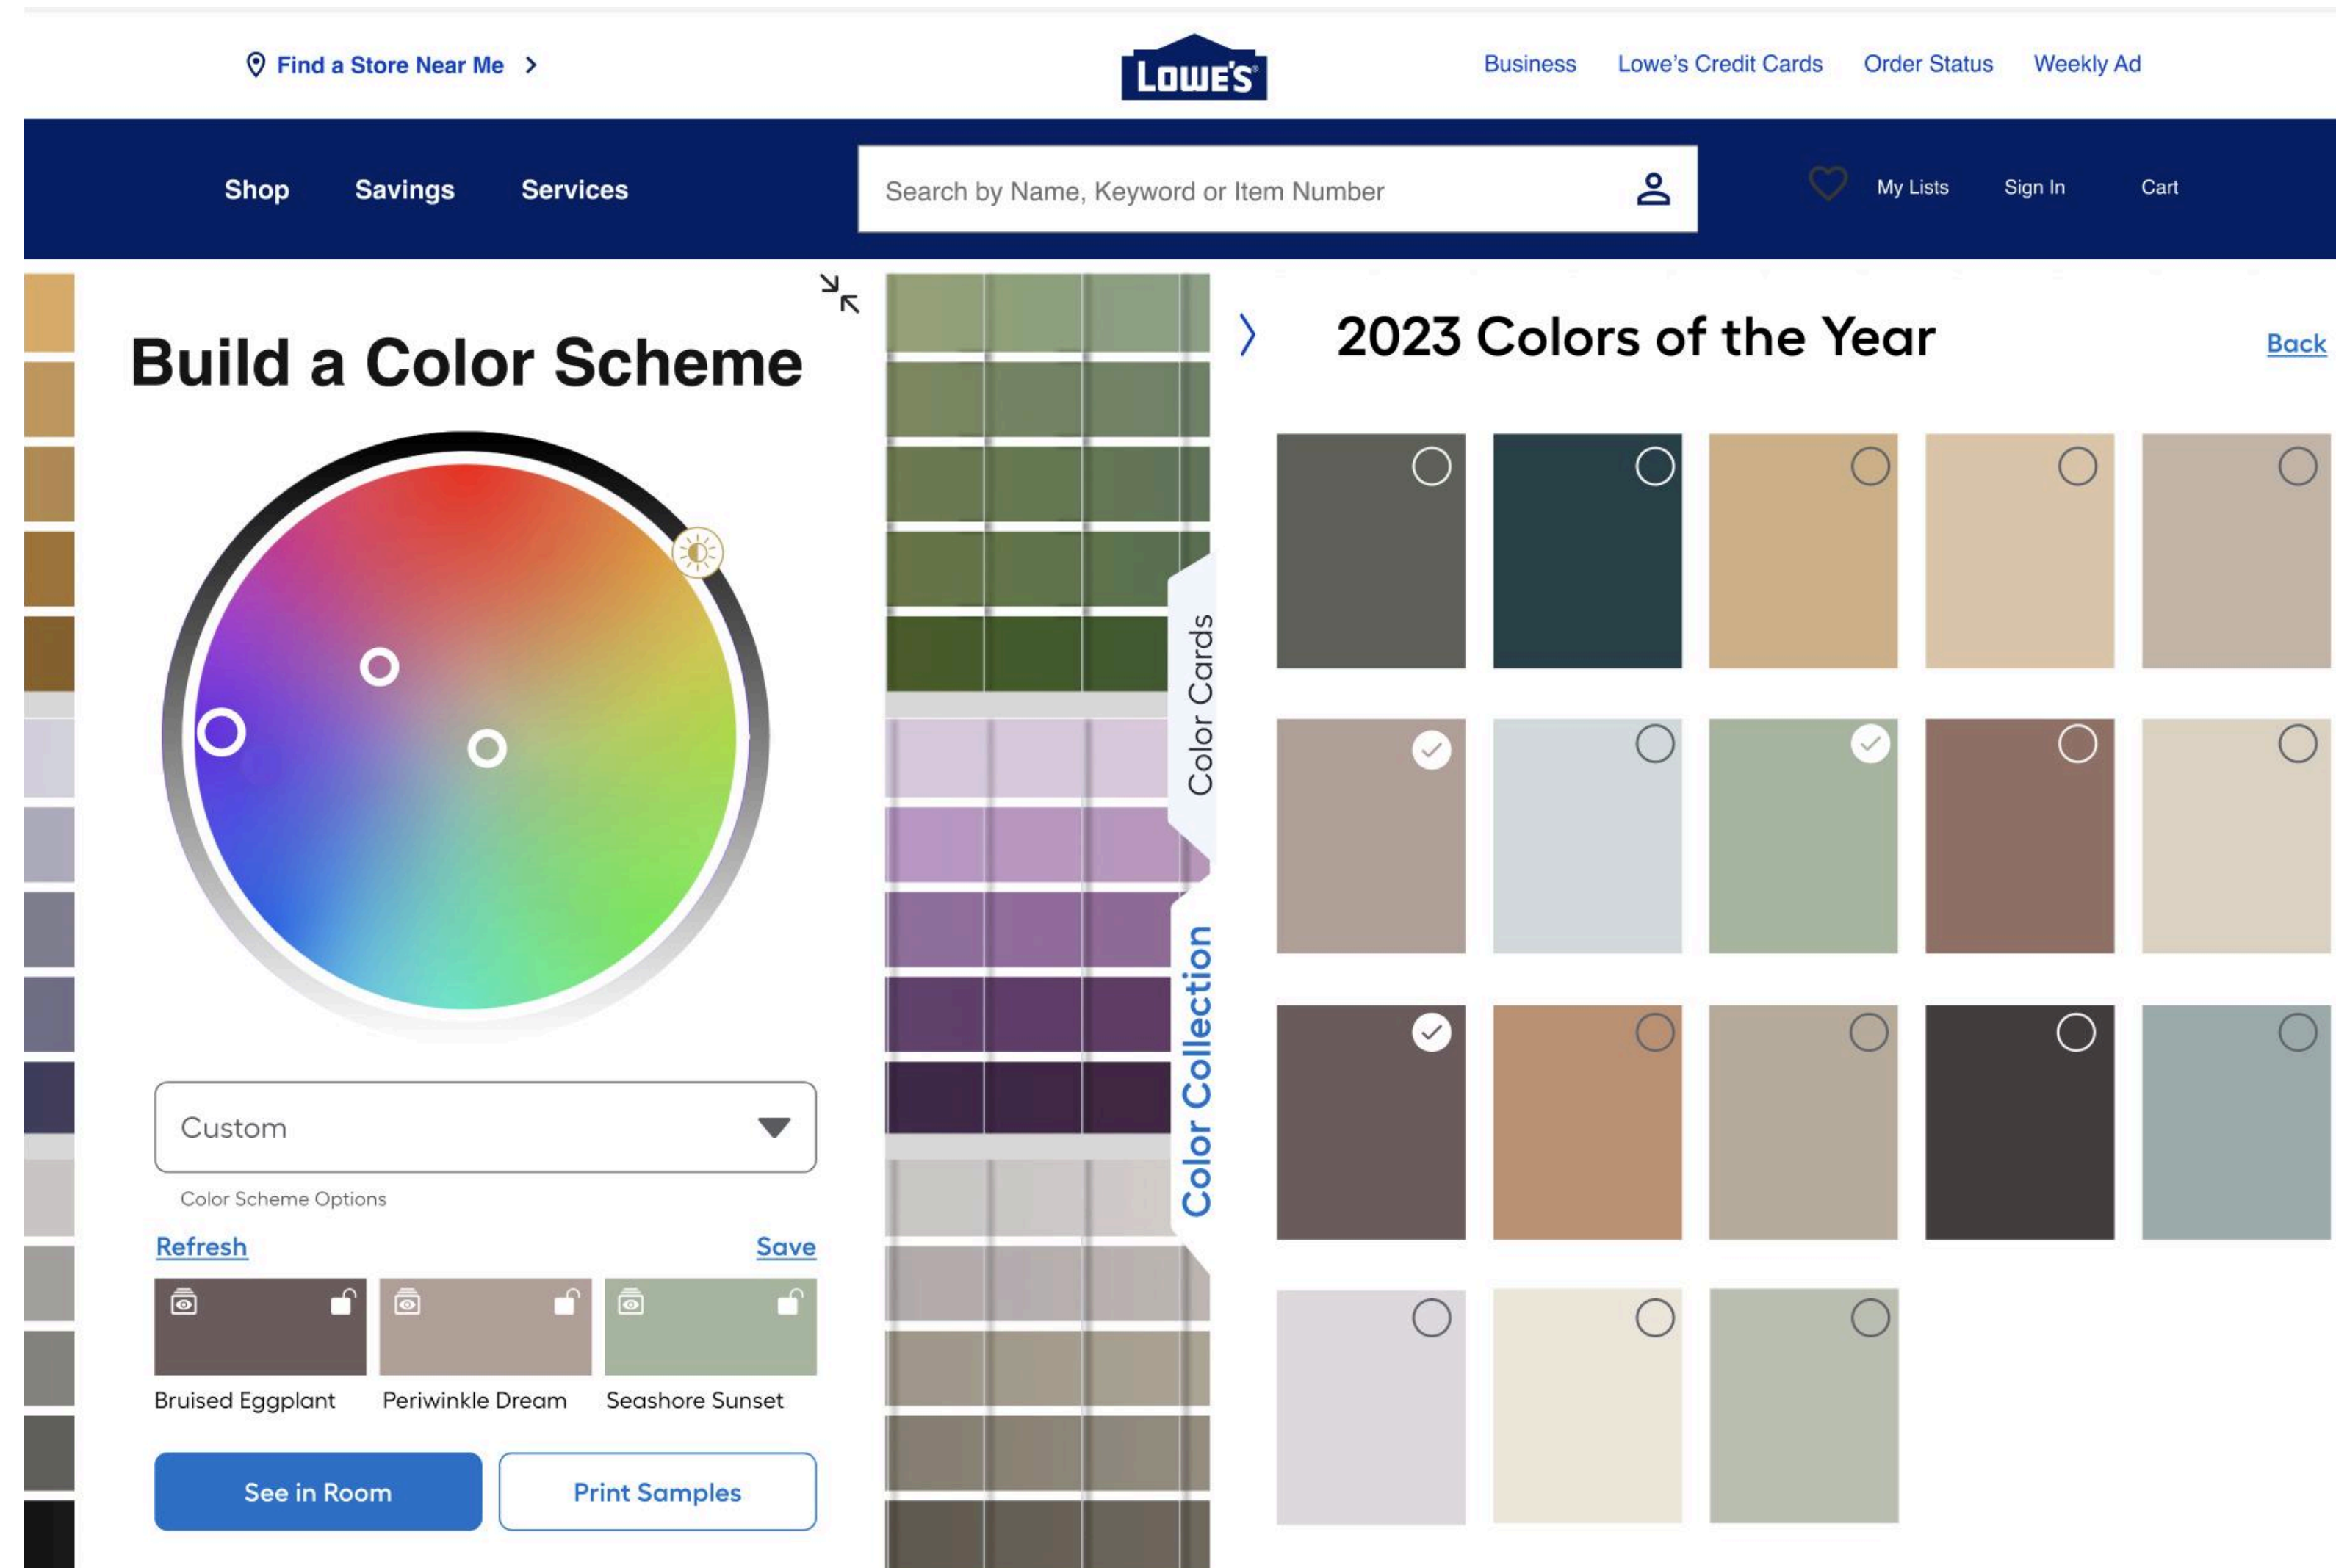 Find a Store Near Me
LOWE'S
Business Lowe's Credit Cards Order Status Weekly Ad
Shop Savings Services
Search by Name, Keyword or Item Number
My Lists Sign In Cart
Build a Color Scheme
Custom
Color Scheme Options
Refresh Save
Bruised Eggplant Periwinkle Dream Seashore Sunset
See in Room Print Samples
Color Cards
Color Collection
2023 Colors of the Year
Back